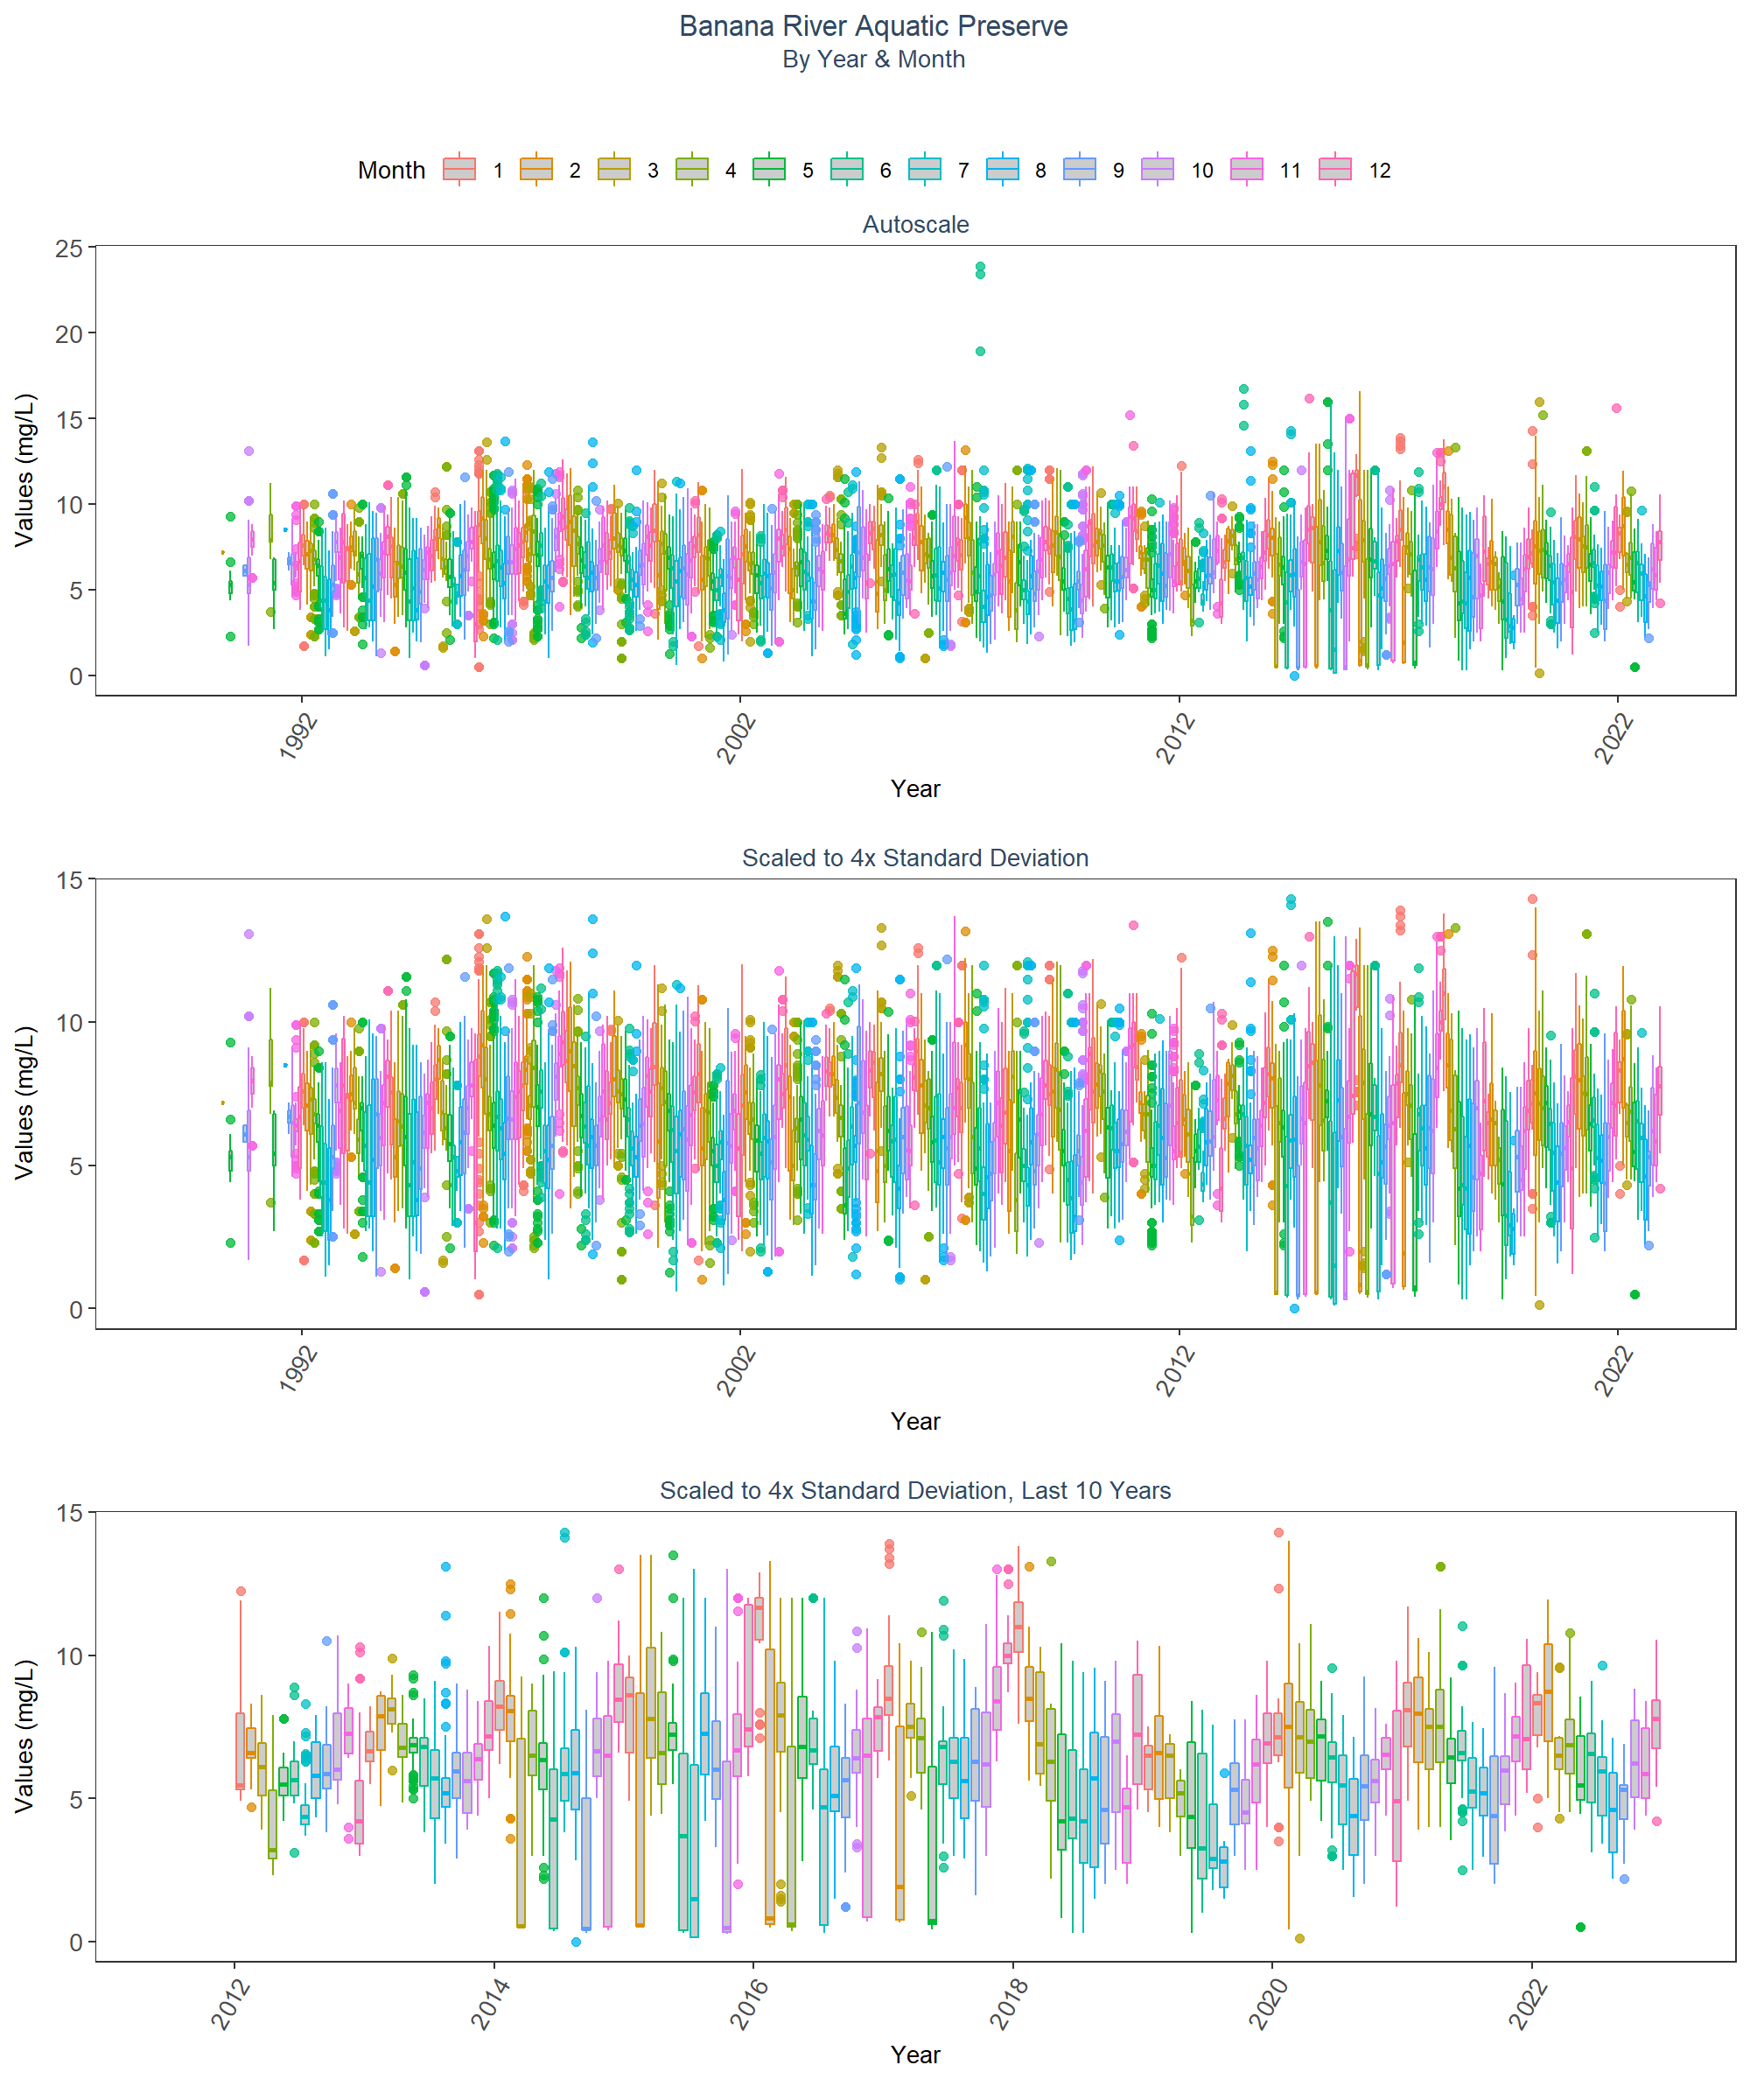 Banana River Aquatic Preserve
By Year & Month
Month 1 2 3 4 5 6 7 8 9 10 11 12
Autoscale
25
20
15
10
5
0
Values (mg/L)
1992 2002 2012 2022
Year
Scaled to 4x Standard Deviation
15
10
5
0
Values (mg/L)
1992 2002 2012 2022
Year
Scaled to 4x Standard Deviation, Last 10 Years
15
10
5
0
Values (mg/L)
2012 2014 2016 2018 2020 2022
Year